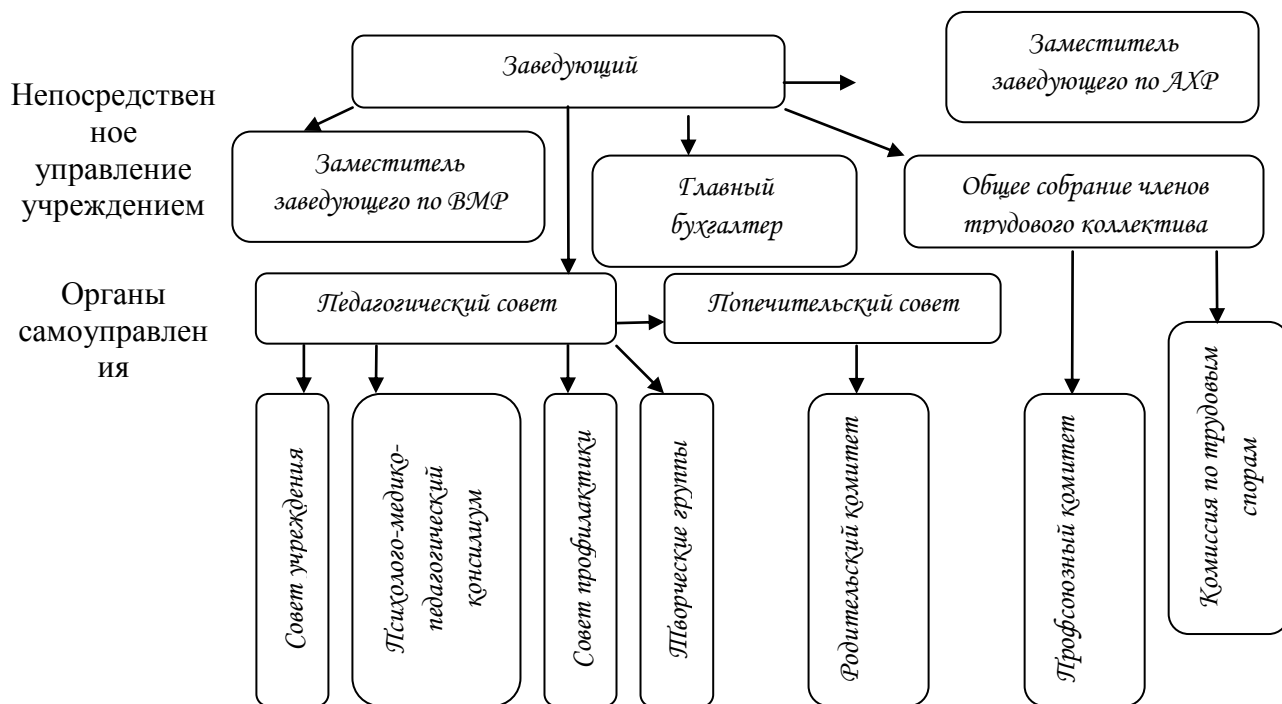 Заведующий
Заместитель
заведующего по АХР
Непосредствен
ное
управление
учреждением
Заместитель
заведующего по ВМР
Главный
бухгалтер
Общее собрание членов
трудового коллектива
Органы
самоуправлен
ия
Педагогический совет
Попечительский совет
Совет учреждения
Психолого-медико-
педагогический
консилиум
Совет профилактики
Творческие группы
Родительский комитет
Профсоюзный комитет
Комиссия по трудовым
спорам